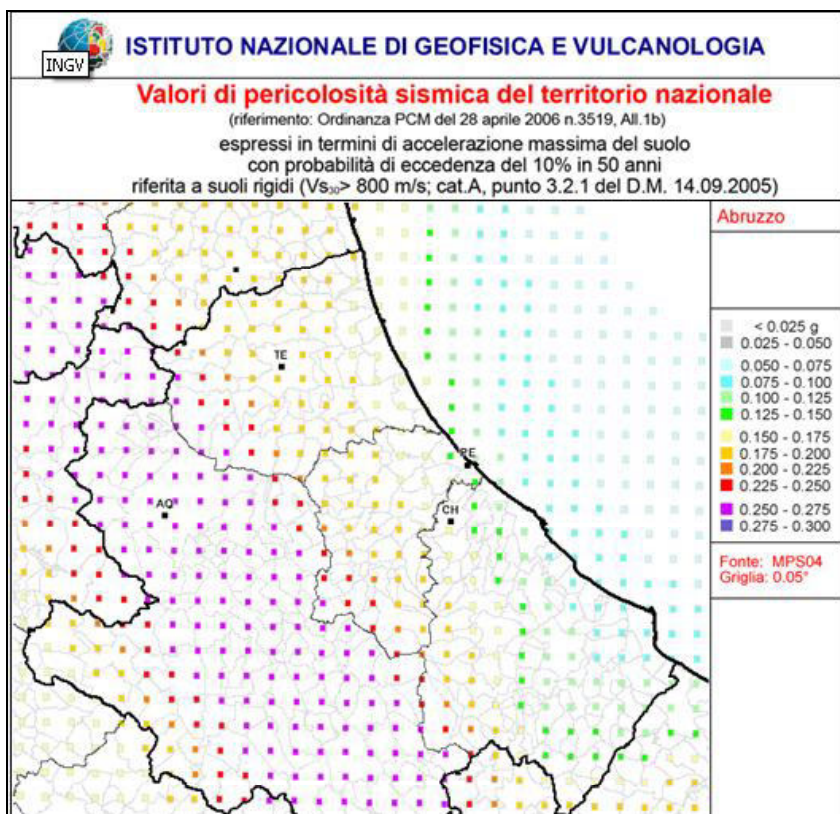 INGV
ISTITUTO NAZIONALE DI GEOFISICA E VULCANOLOGIA
Valori di pericolosità sismica del territorio nazionale
(riferimento: Ordinanza PCM del 28 aprile 2006 n.3519, All.1b)
espressi in termini di accelerazione massima del suolo
con probabilità di eccedenza del 10% in 50 anni
riferita a suoli rigidi (Vs₃₀> 800 m/s; cat.A, punto 3.2.1 del D.M. 14.09.2005)
Abruzzo
< 0.025 g
0.025 - 0.050
0.050 - 0.075
0.075 - 0.100
0.100 - 0.125
0.125 - 0.150
0.150 - 0.175
0.175 - 0.200
0.200 - 0.225
0.225 - 0.250
0.250 - 0.275
0.275 - 0.300
Fonte: MPS04
Griglia: 0.05°
TE
PE
AQ
CH